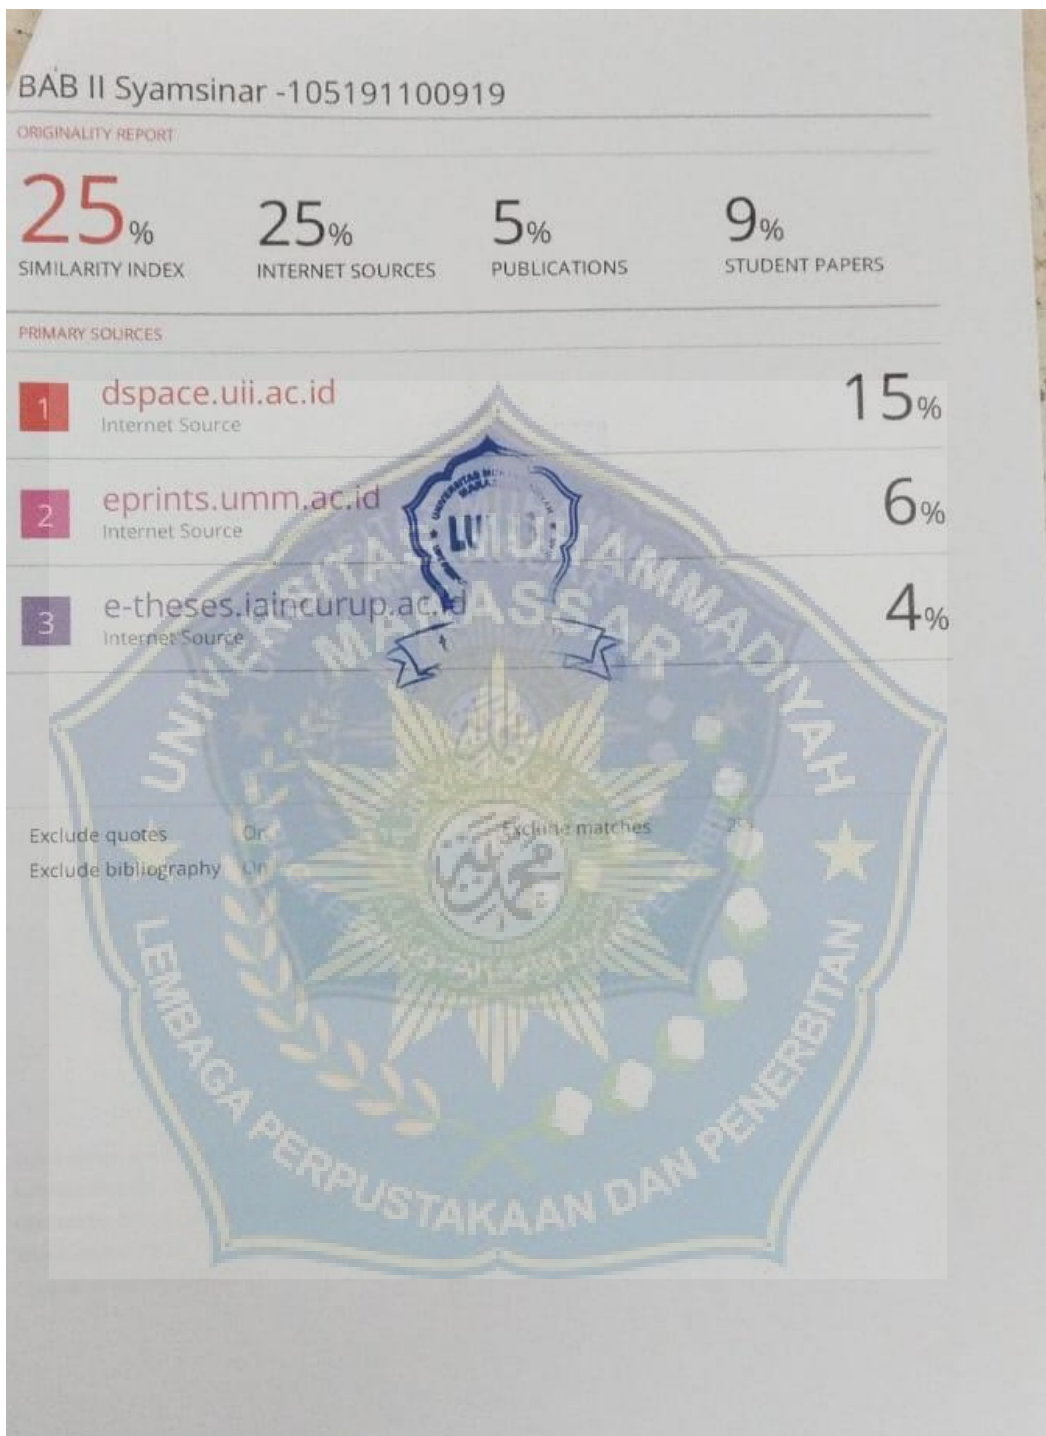 BAB II Syamsinar -105191100919
ORIGINALITY REPORT
25% 25% 5% 9%
SIMILARITY INDEX INTERNET SOURCES PUBLICATIONS STUDENT PAPERS
PRIMARY SOURCES
1 dspace.uii.ac.id 15%
Internet Source
2 eprints.umm.ac.id 6%
Internet Source
3 e-theses.iaincurup.ac.id 4%
Internet Source
Exclude quotes On Exclude matches
Exclude bibliography On
UNIVERSITAS MUHAMMADIYAH
MAKASSAR
LEMBAGA PERPUSTAKAAN DAN PENERBITAN